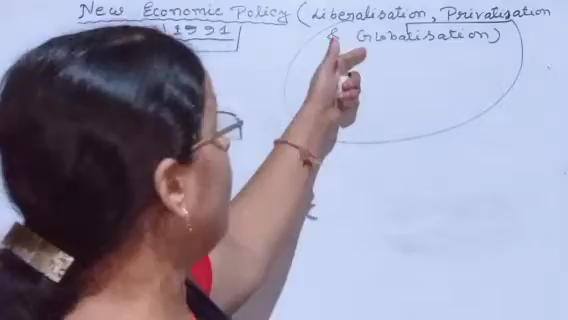 New Economic Policy (Liberalisation, Privatisation
1991 & Globalisation)